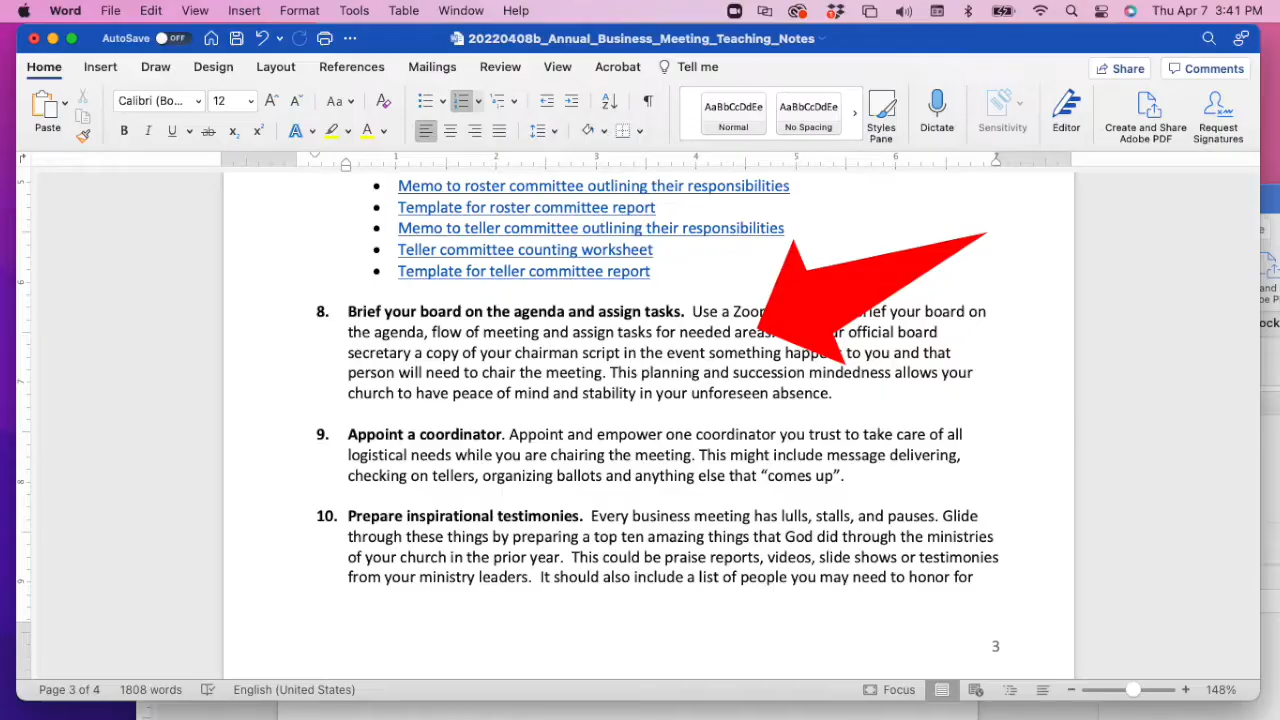 Word File Edit View Insert Format Tools Table Window Help Thu Apr 7 3:41 PM
AutoSave OFF 20220408b_Annual_Business_Meeting_Teaching_Notes
Home Insert Draw Design Layout References Mailings Review View Acrobat Tell me Share Comments
Calibri (Bo... 12
AaBbCcDdEe AaBbCcDdEe
Normal No Spacing
Paste Styles Pane Dictate Sensitivity Editor Create and Share Adobe PDF Request Signatures
1 2 3 4 5 6 7
• Memo to roster committee outlining their responsibilities
• Template for roster committee report
• Memo to teller committee outlining their responsibilities
• Teller committee counting worksheet
• Template for teller committee report
8. Brief your board on the agenda and assign tasks. Use a your board on
the agenda, flow of meeting and assign tasks for needed official board
secretary a copy of your chairman script in the event something to you and that
person will need to chair the meeting. This planning and succession mindedness allows your
church to have peace of mind and stability in your unforeseen absence.
9. Appoint a coordinator. Appoint and empower one coordinator you trust to take care of all
logistical needs while you are chairing the meeting. This might include message delivering,
checking on tellers, organizing ballots and anything else that “comes up”.
10. Prepare inspirational testimonies. Every business meeting has lulls, stalls, and pauses. Glide
through these things by preparing a top ten amazing things that God did through the ministries
of your church in the prior year. This could be praise reports, videos, slide shows or testimonies
from your ministry leaders. It should also include a list of people you may need to honor for
3
Page 3 of 4 1808 words English (United States) Focus 148%